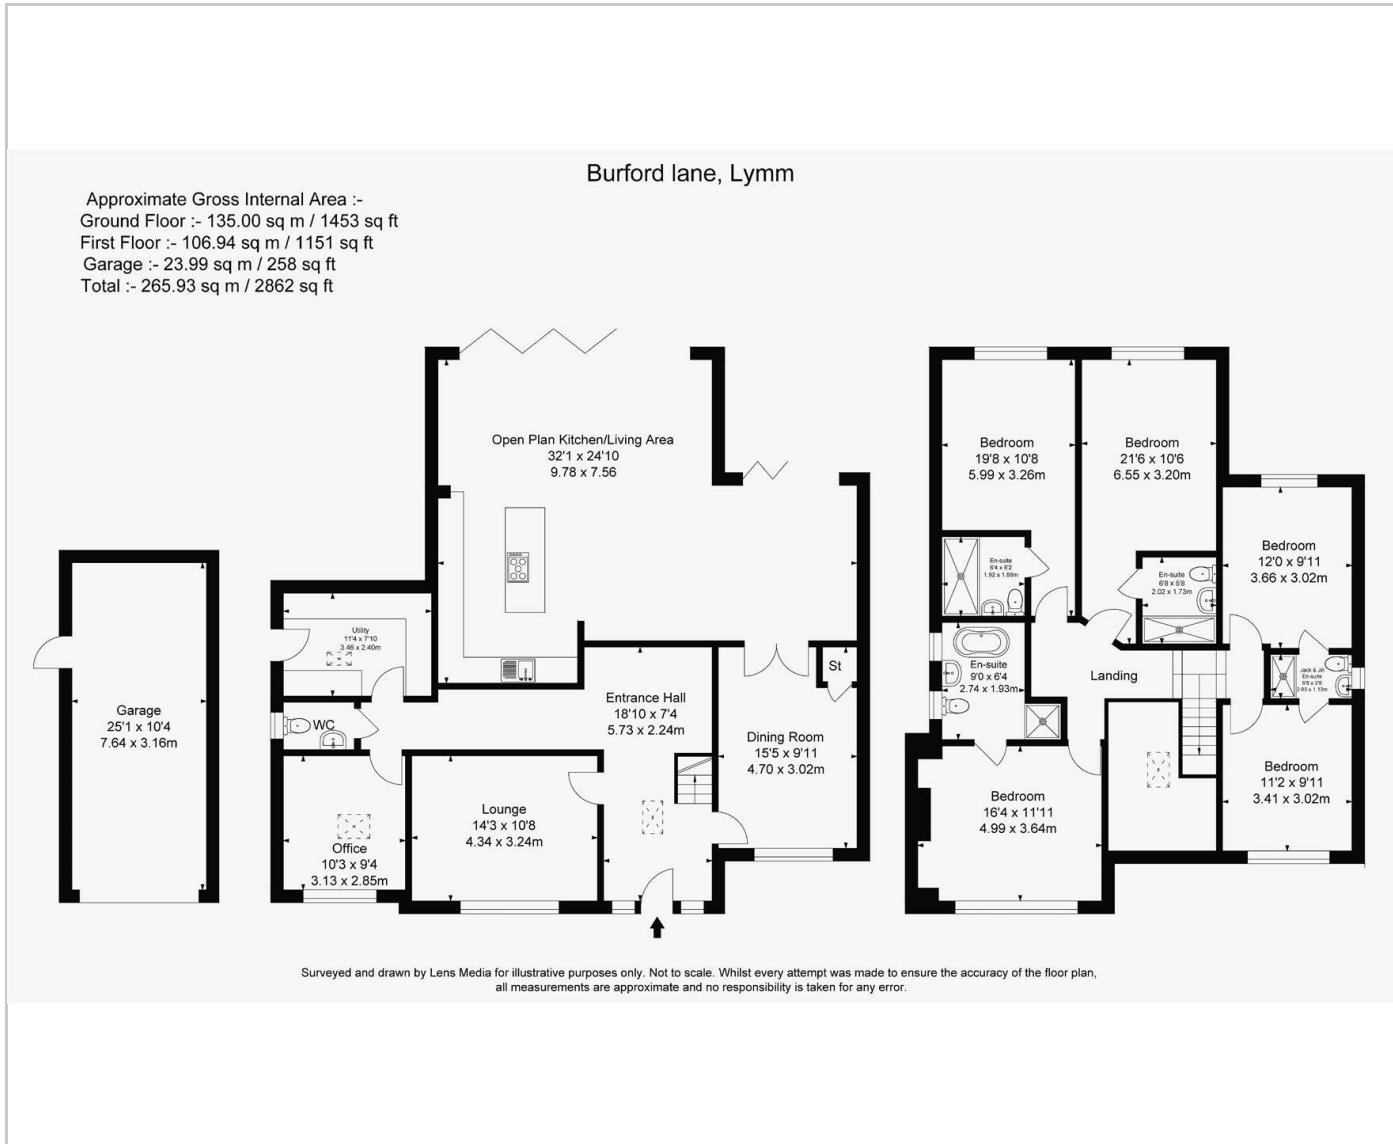 Burford lane, Lymm
Approximate Gross Internal Area :-
Ground Floor :- 135.00 sq m / 1453 sq ft
First Floor :- 106.94 sq m / 1151 sq ft
Garage :- 23.99 sq m / 258 sq ft
Total :- 265.93 sq m / 2862 sq ft
Open Plan Kitchen/Living Area
32'1 x 24'10
9.78 x 7.56
Utility
11'4 x 7'10
3.46 x 2.40m
WC
Garage
25'1 x 10'4
7.64 x 3.16m
Entrance Hall
18'10 x 7'4
5.73 x 2.24m
St
Dining Room
15'5 x 9'11
4.70 x 3.02m
Lounge
14'3 x 10'8
4.34 x 3.24m
Office
10'3 x 9'4
3.13 x 2.85m
Bedroom
19'8 x 10'8
5.99 x 3.26m
Bedroom
21'6 x 10'6
6.55 x 3.20m
Bedroom
12'0 x 9'11
3.66 x 3.02m
En-suite
6'4 x 6'2
1.92 x 1.88m
En-suite
6'8 x 5'8
2.02 x 1.73m
En-suite
9'0 x 6'4
2.74 x 1.93m
Landing
Jack & Jill
En-suite
6'8 x 3'8
2.03 x 1.13m
Bedroom
16'4 x 11'11
4.99 x 3.64m
Bedroom
11'2 x 9'11
3.41 x 3.02m
Surveyed and drawn by Lens Media for illustrative purposes only. Not to scale. Whilst every attempt was made to ensure the accuracy of the floor plan,
all measurements are approximate and no responsibility is taken for any error.